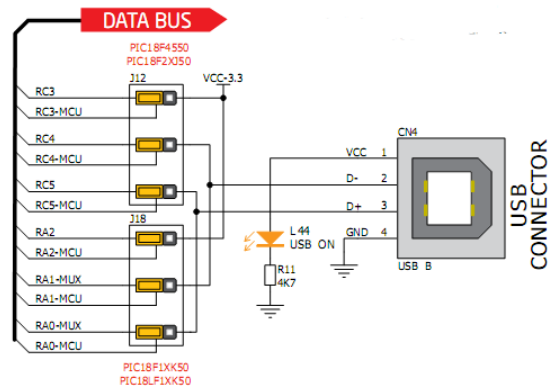 DATA BUS
PIC18F4550
PIC18F2XJ50
J12
VCC-3.3
RC3
RC3-MCU
RC4
RC4-MCU
RC5
RC5-MCU
J18
RA2
RA2-MCU
RA1-MUX
RA1-MCU
RA0-MUX
RA0-MCU
PIC18F1XK50
PIC18LF1XK50
L44
USB ON
R11
4K7
CN4
VCC 1
D- 2
D+ 3
GND 4
USB B
USB
CONNECTOR